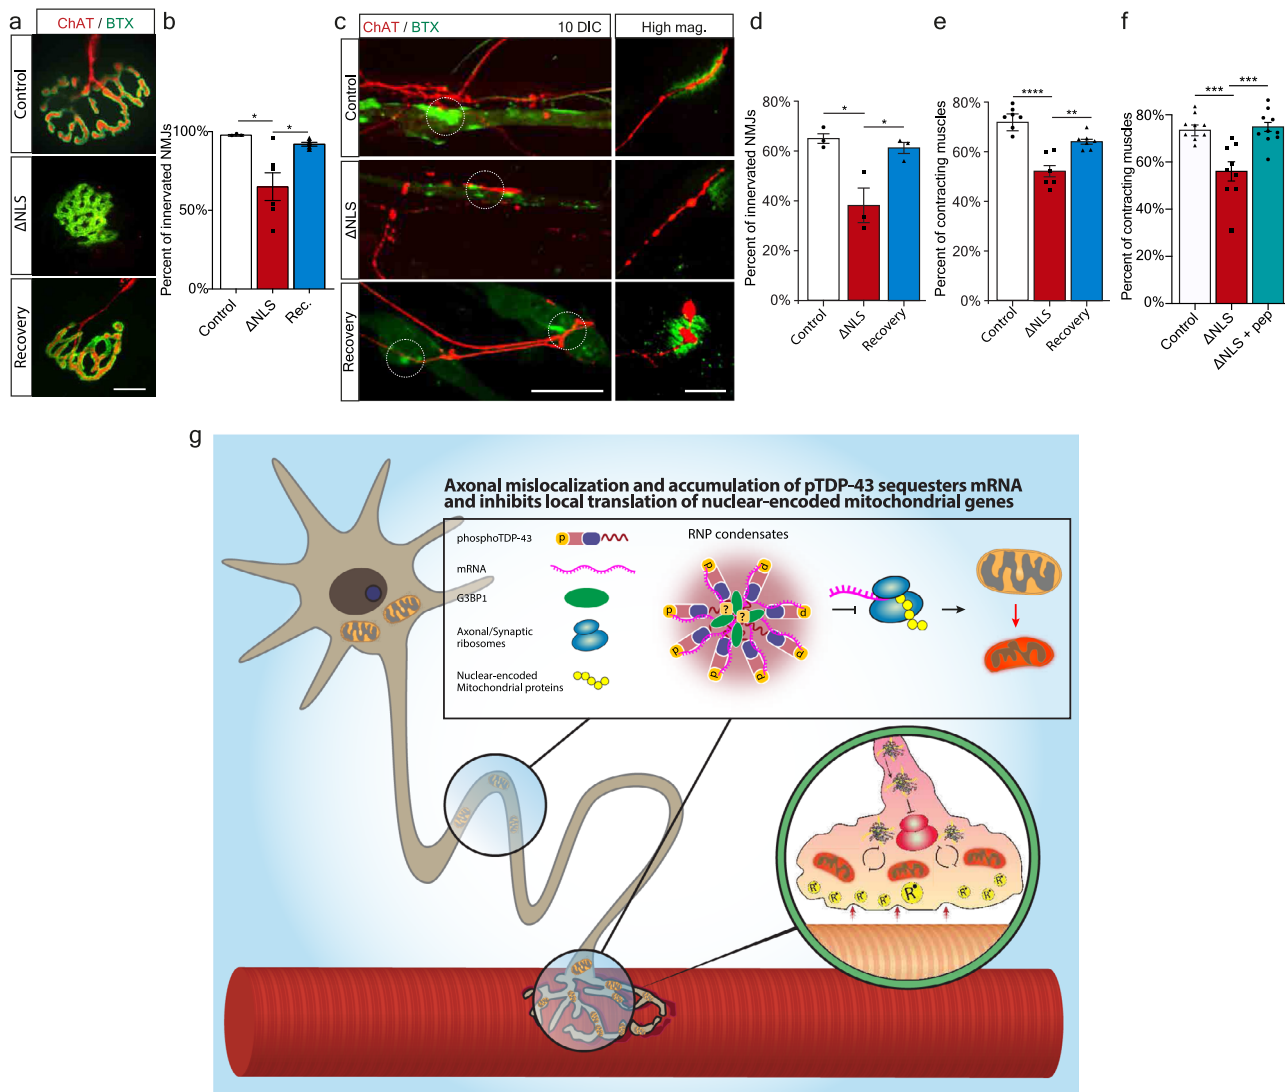 a
ChAT / BTX
Control
ΔNLS
Recovery
b
Percent of innervated NMJs
100%
50%
0%
*
*
Control
ΔNLS
Rec.
c
ChAT / BTX
10 DIC
High mag.
Control
ΔNLS
Recovery
d
Percent of innervated NMJs
80%
60%
40%
20%
0%
*
*
Control
ΔNLS
Recovery
e
Percent of contracting muscles
80%
60%
40%
20%
0%
****
**
Control
ΔNLS
Recovery
f
Percent of contracting muscles
80%
60%
40%
20%
0%
***
***
Control
ΔNLS
ΔNLS + pep
g
Axonal mislocalization and accumulation of pTDP-43 sequesters mRNA
and inhibits local translation of nuclear-encoded mitochondrial genes
phosphoTDP-43
p
mRNA
G3BP1
Axonal/Synaptic
ribosomes
Nuclear-encoded
Mitochondrial proteins
RNP condensates
p
p
p
p
p
p
p
p
?
?
R•
R•
R•
R•
R•
R•
R•
R•
R•